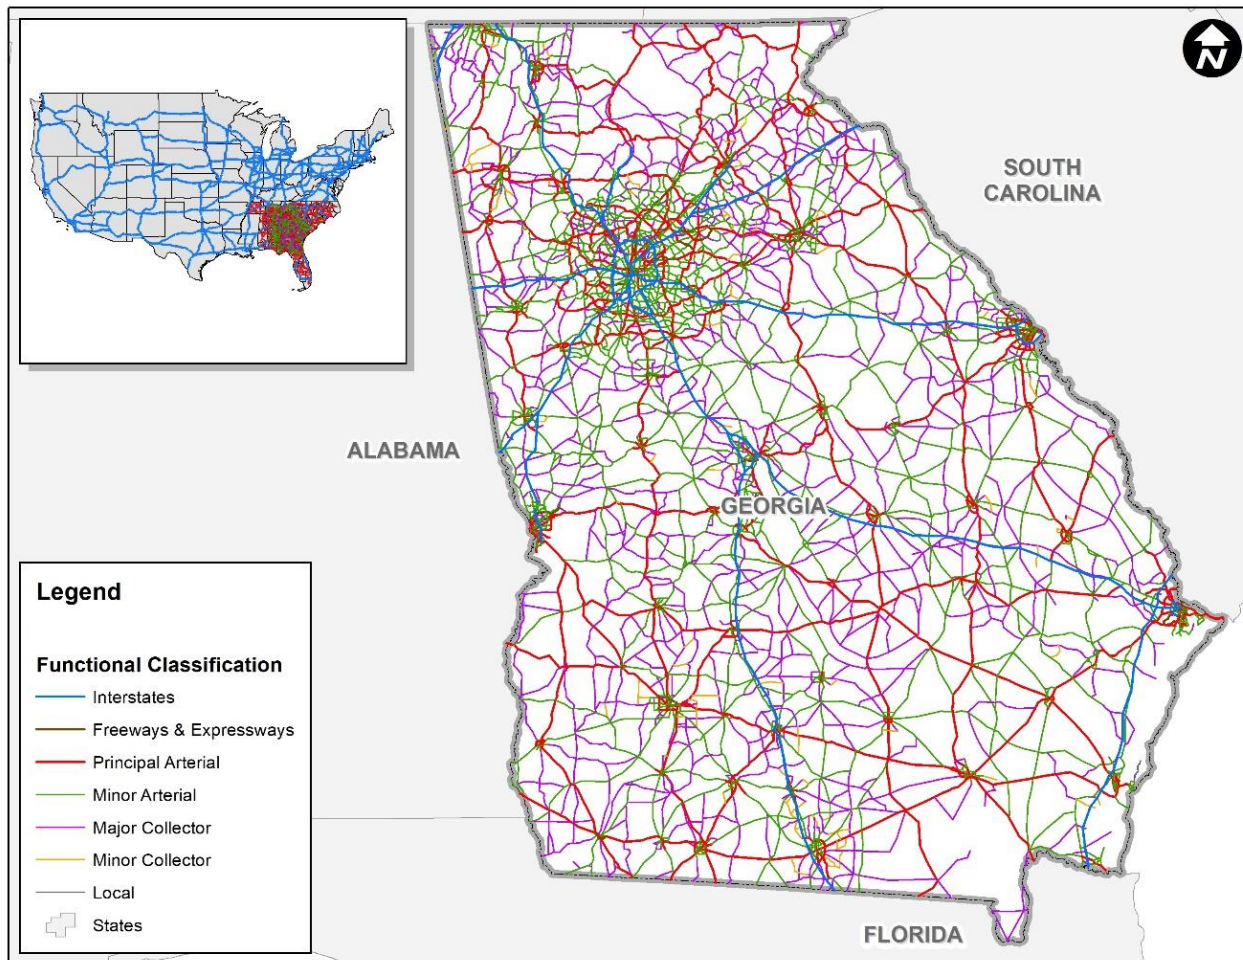 N
SOUTH
CAROLINA
ALABAMA
GEORGIA
FLORIDA
Legend
Functional Classification
Interstates
Freeways & Expressways
Principal Arterial
Minor Arterial
Major Collector
Minor Collector
Local
States